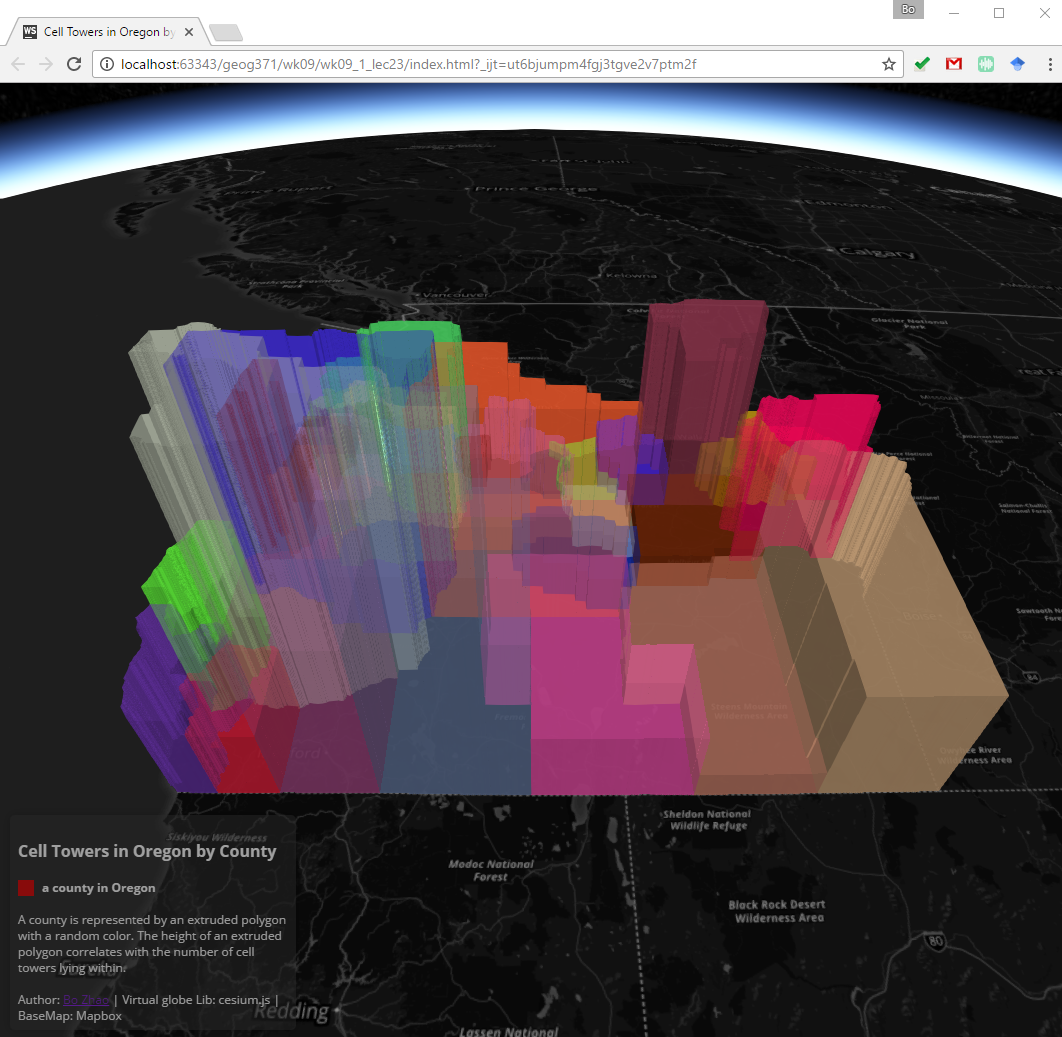 Bo
WS Cell Towers in Oregon by
localhost:63343/geog371/wk09/wk09_1_lec23/index.html?_ijt=ut6bjumpm4fgj3tgve2v7ptm2f
Prince George
Edmonton
Calgary
Kelowna
Vancouver
Glacier National
Park
84
Owyhee River
Wilderness Area
Sheldon National
Wildlife Refuge
Siskiyou Wilderness
Modoc National
Forest
Black Rock Desert
Wilderness Area
80
Redding
Lassen National
Cell Towers in Oregon by County
a county in Oregon
A county is represented by an extruded polygon
with a random color. The height of an extruded
polygon correlates with the number of cell
towers lying within.
Author: Bo Zhao | Virtual globe Lib: cesium.js |
BaseMap: Mapbox